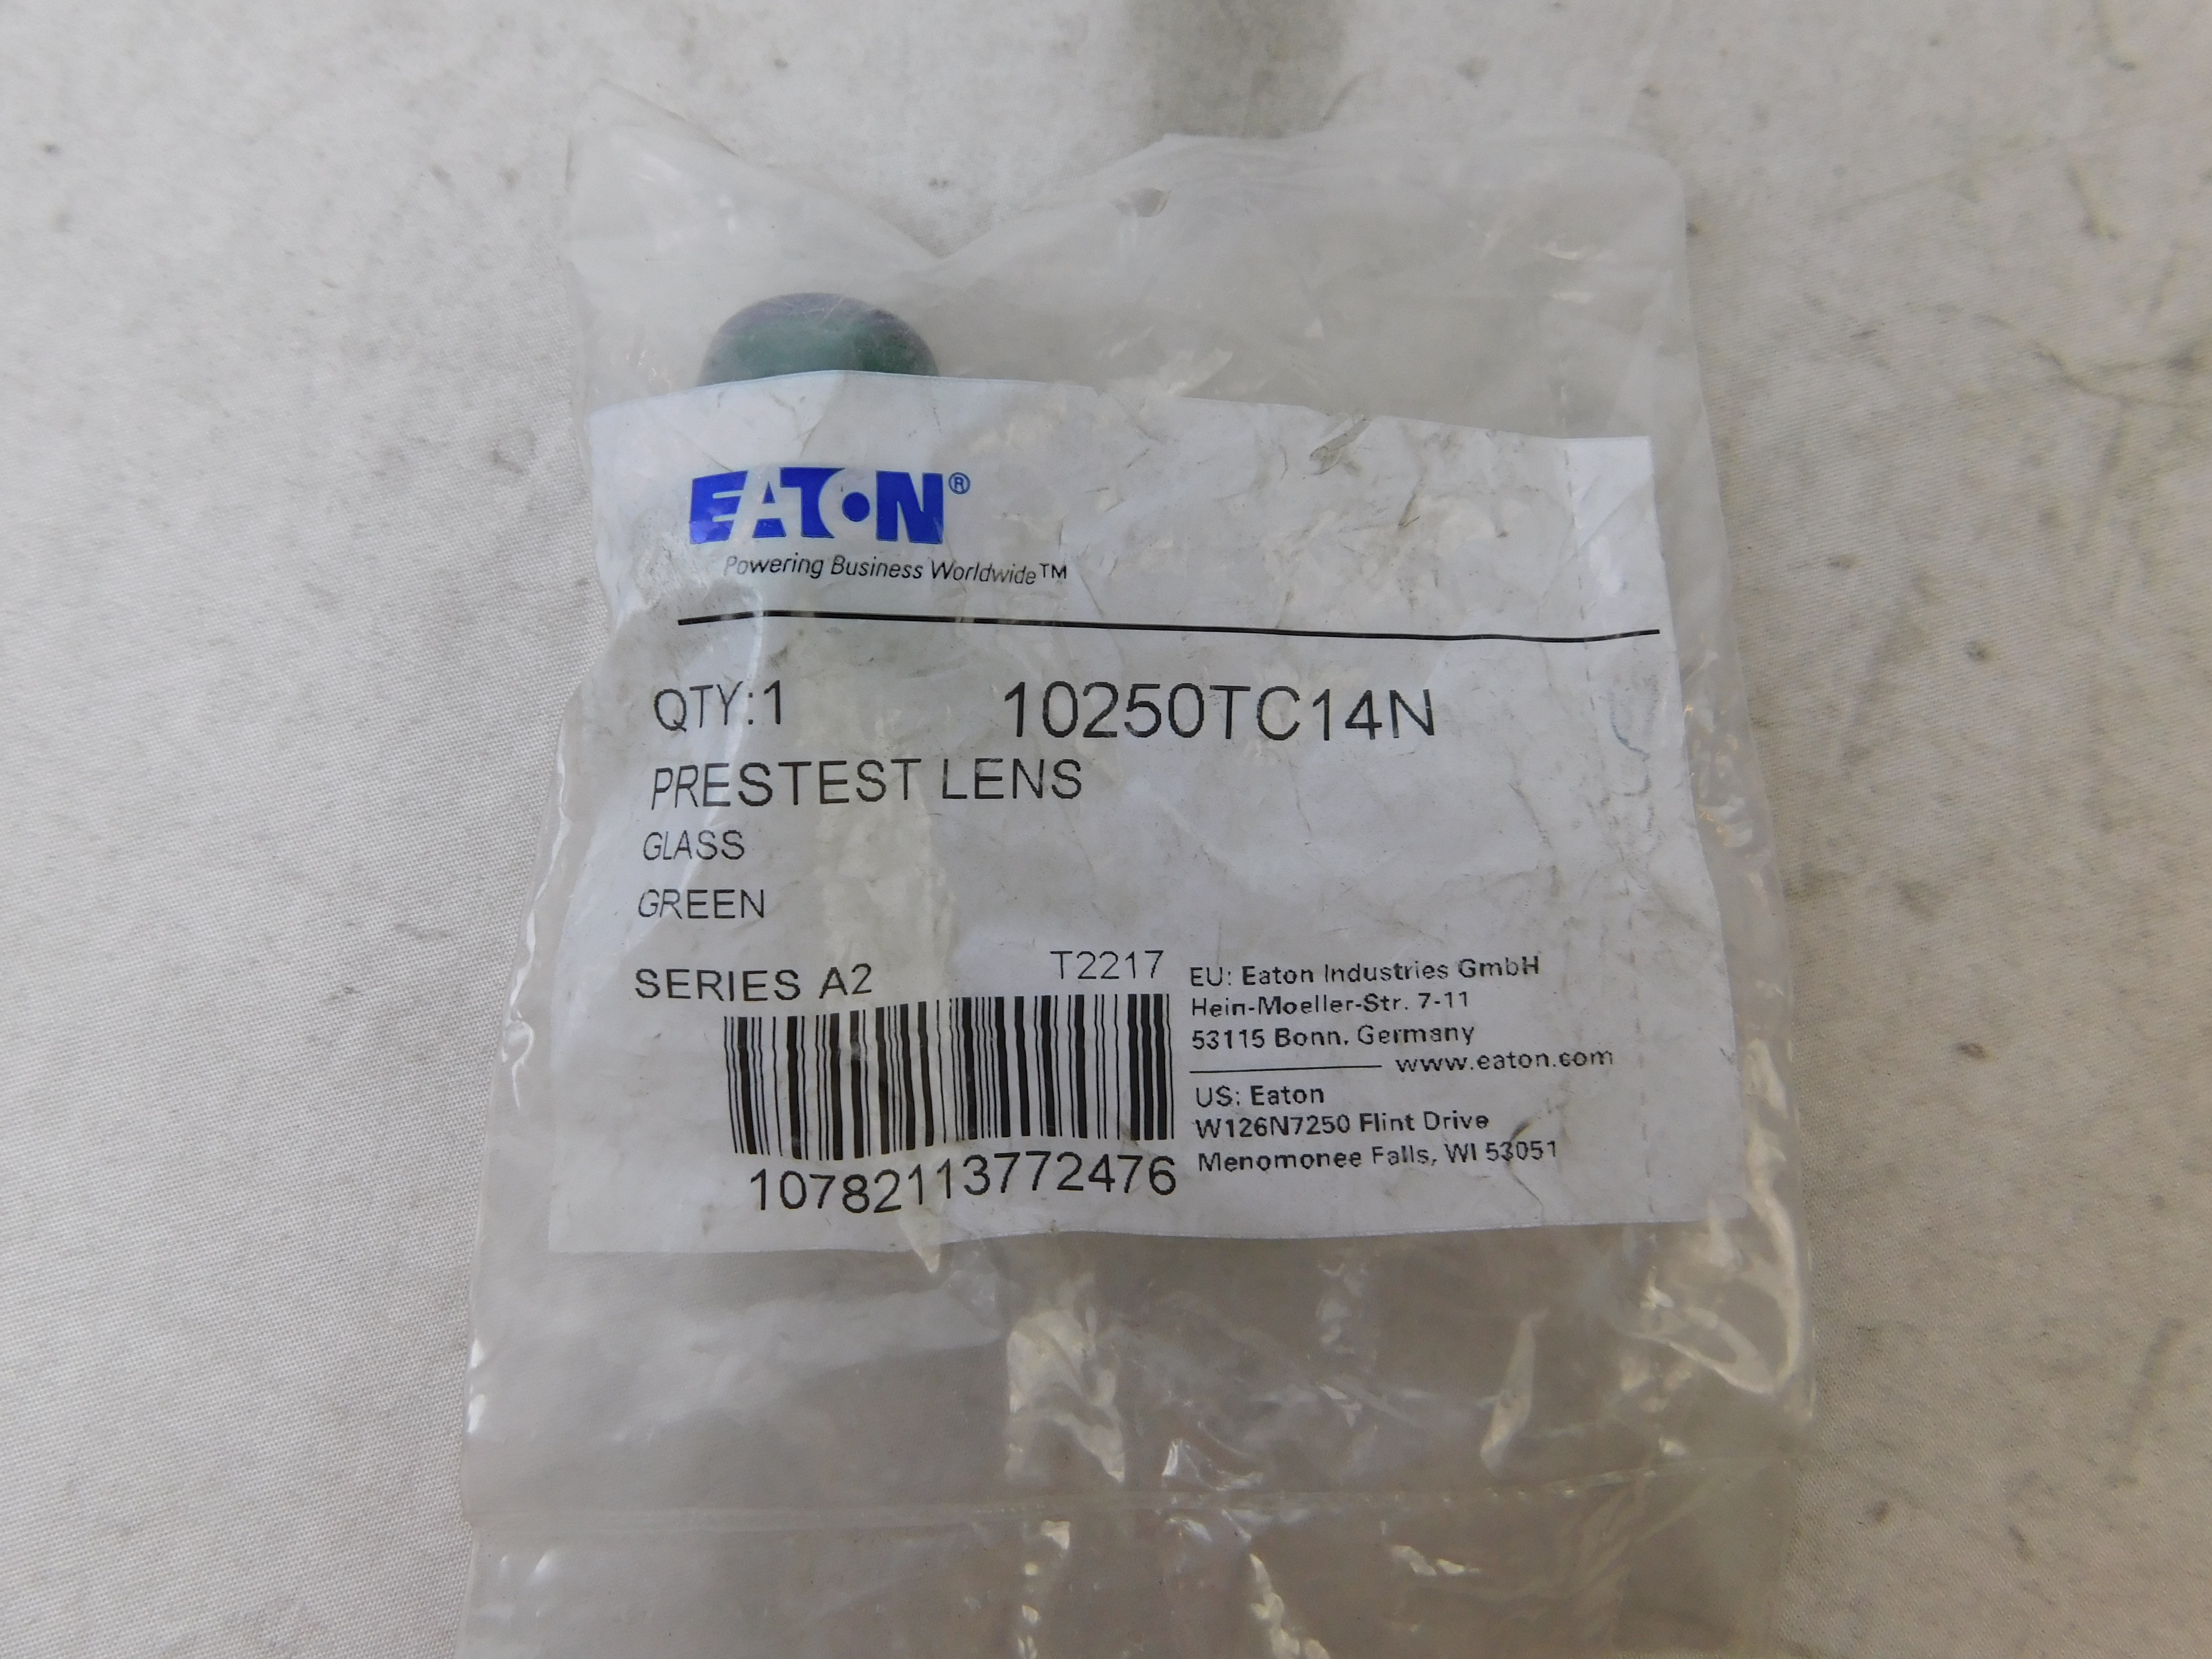 EATON®
Powering Business Worldwide™
QTY:1 10250TC14N
PRESTEST LENS
GLASS
GREEN
SERIES A2 T2217
10782113772476
EU: Eaton Industries GmbH
Hein-Moeller-Str. 7-11
53115 Bonn, Germany
www.eaton.com
US: Eaton
W126N7250 Flint Drive
Menomonee Falls, WI 53051